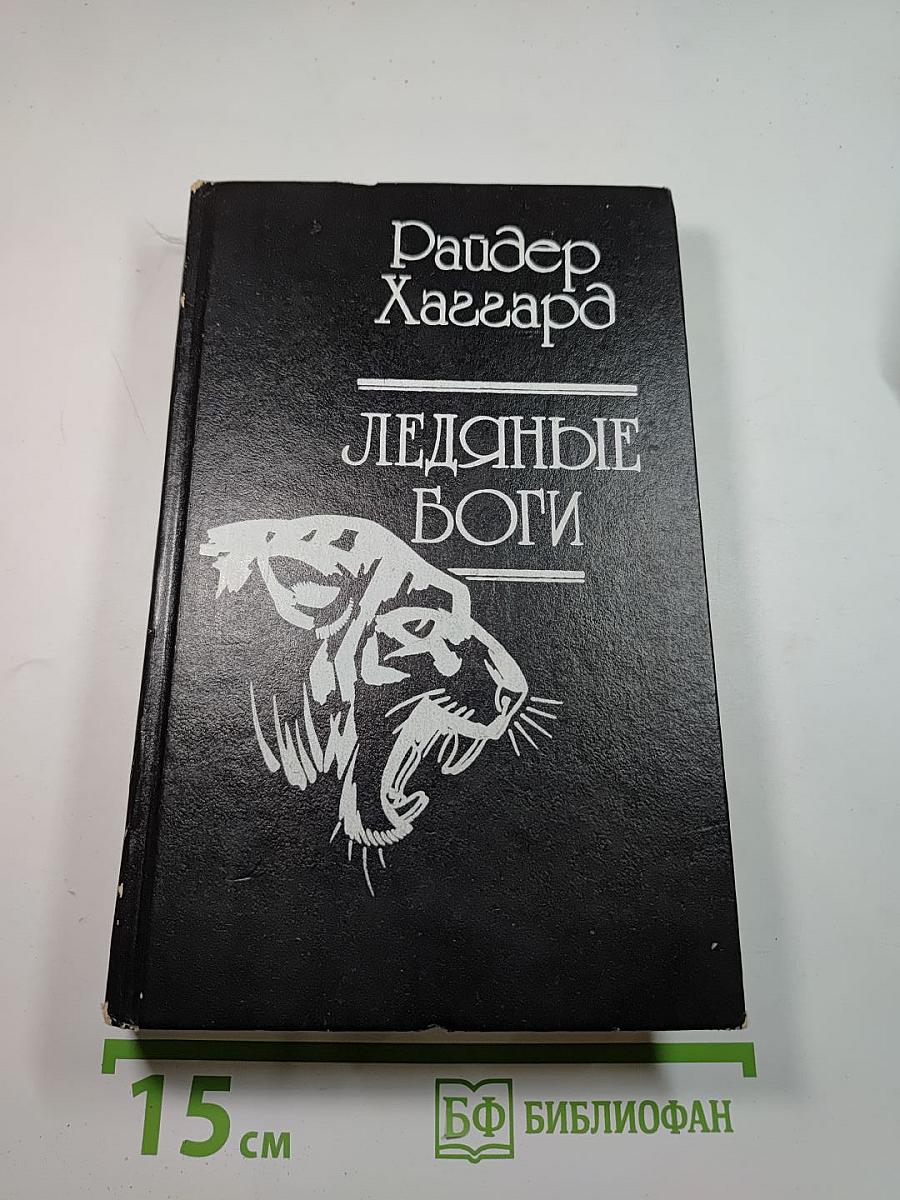 Райдер
Хаггард
ЛЕДЯНЫЕ
БОГИ
15 см
БФ БИБЛИОФАН